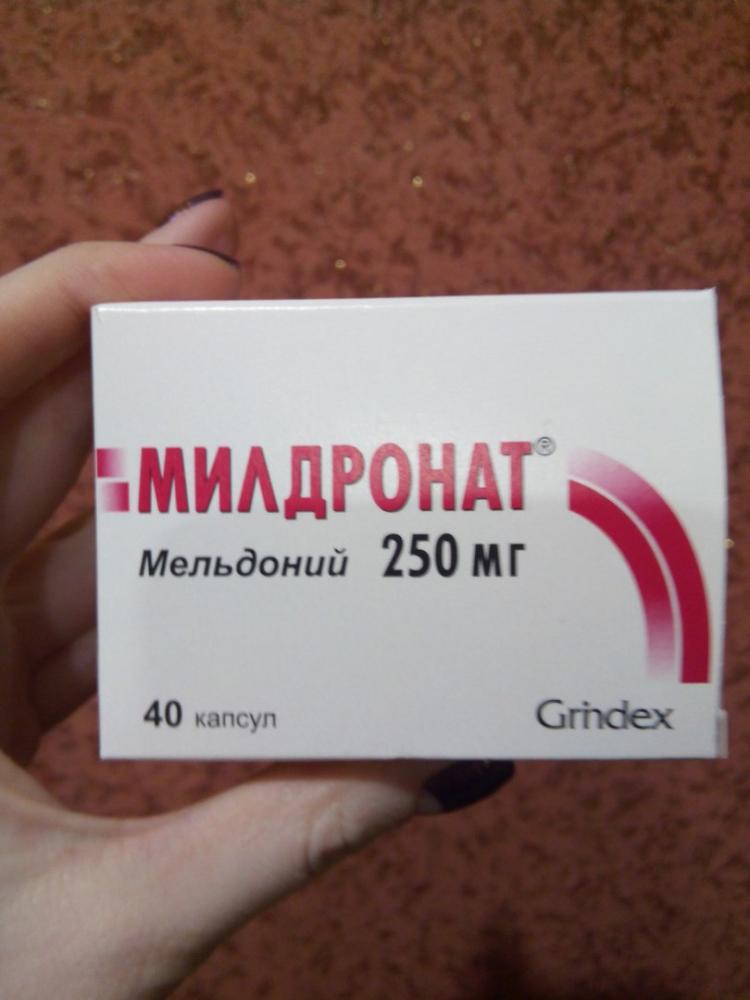 МИЛДРОНАТ®
Мельдоний 250 мг
40 капсул
Grindex